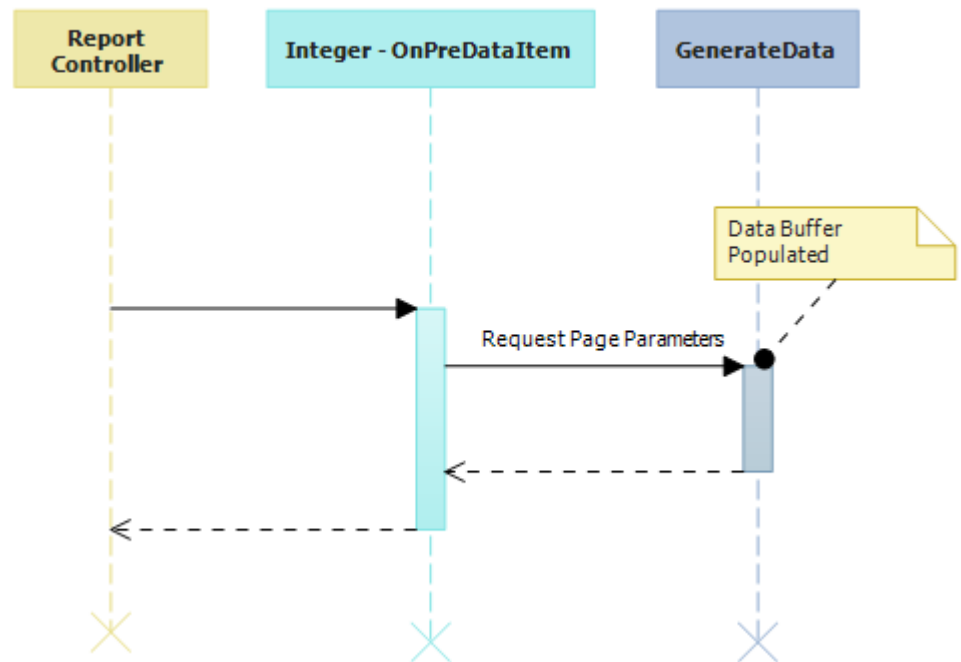 Report
Controller
Integer - OnPreDataItem
GenerateData
Data Buffer
Populated
Request Page Parameters